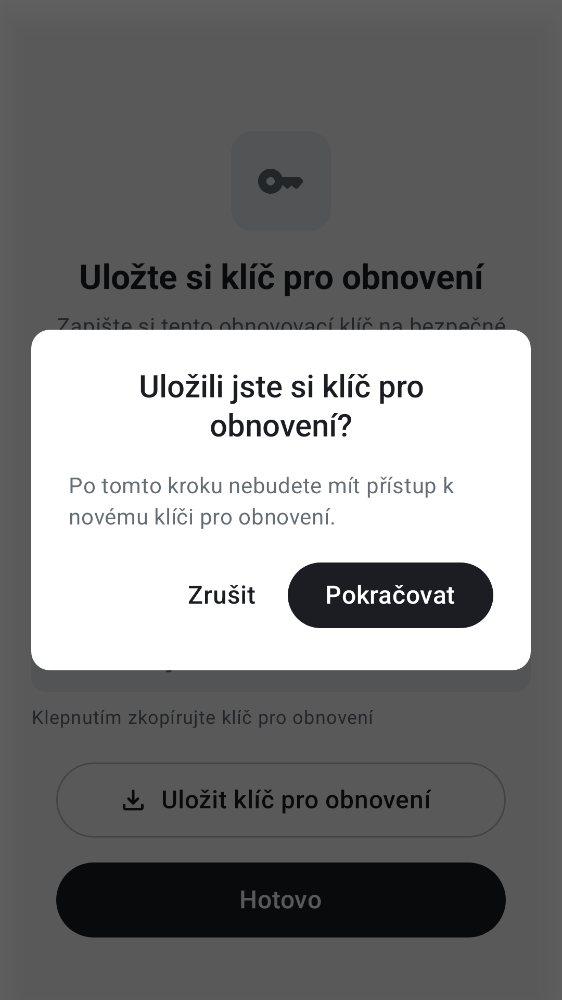 Uložte si klíč pro obnovení
Zapište si tento obnovovací klíč na bezpečné
Uložili jste si klíč pro
obnovení?
Po tomto kroku nebudete mít přístup k
novému klíči pro obnovení.
Zrušit
Pokračovat
Klepnutím zkopírujte klíč pro obnovení
Uložit klíč pro obnovení
Hotovo